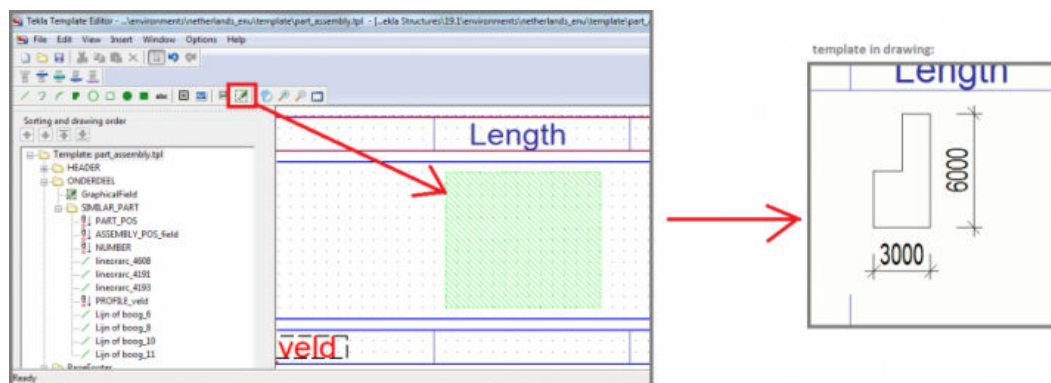 Tekla Template Editor - ...\environments\netherlands_enu\template\part_assembly.tpl - [...ekla Structures\19.1\environments\netherlands_enu\template\part_
File Edit View Insert Window Options Help
abc
Sorting and drawing order
Template: part_assembly.tpl
HEADER
ONDERDEEL
GraphicalField
SIMILAR_PART
PART_POS
ASSEMBLY_POS_field
NUMBER
lineorarc_4608
lineorarc_4191
lineorarc_4193
PROFILE_veld
Lijn of boog_6
Lijn of boog_8
Lijn of boog_10
Lijn of boog_11
PageFooter
Ready
Length
veld
template in drawing:
Length
6000
3000